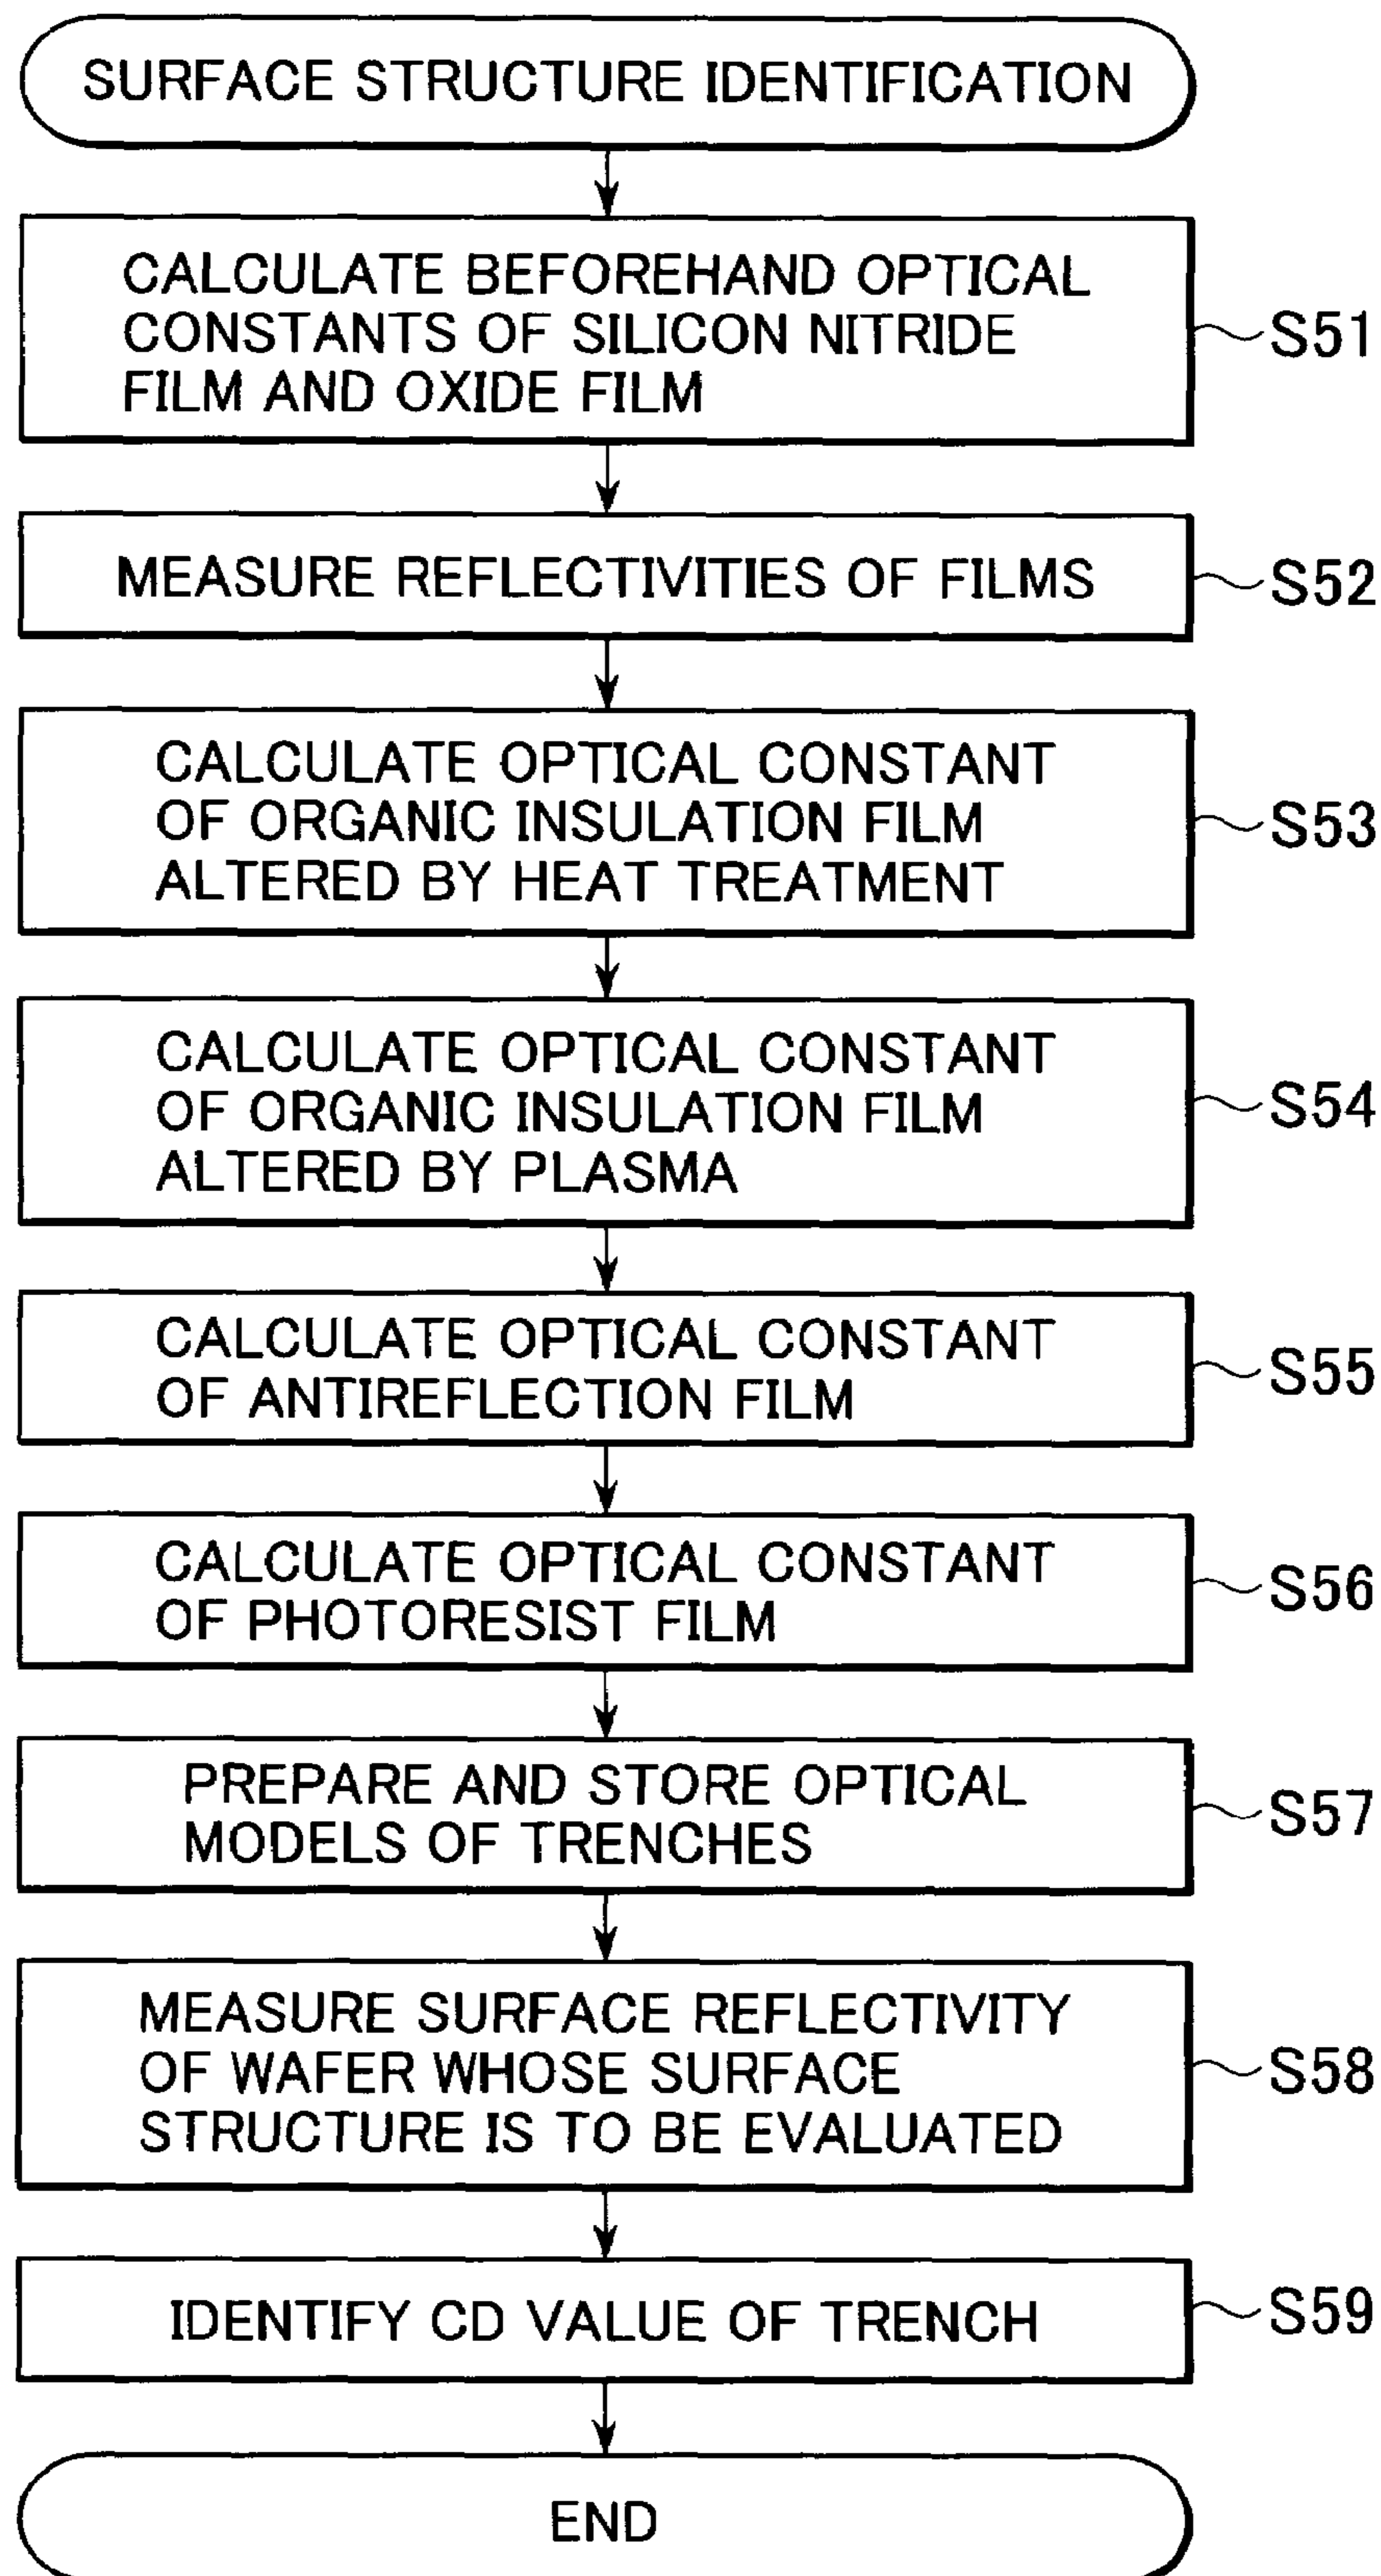 SURFACE STRUCTURE IDENTIFICATION
CALCULATE BEFOREHAND OPTICAL
CONSTANTS OF SILICON NITRIDE
FILM AND OXIDE FILM
S51
MEASURE REFLECTIVITIES OF FILMS
S52
CALCULATE OPTICAL CONSTANT
OF ORGANIC INSULATION FILM
ALTERED BY HEAT TREATMENT
S53
CALCULATE OPTICAL CONSTANT
OF ORGANIC INSULATION FILM
ALTERED BY PLASMA
S54
CALCULATE OPTICAL CONSTANT
OF ANTIREFLECTION FILM
S55
CALCULATE OPTICAL CONSTANT
OF PHOTORESIST FILM
S56
PREPARE AND STORE OPTICAL
MODELS OF TRENCHES
S57
MEASURE SURFACE REFLECTIVITY
OF WAFER WHOSE SURFACE
STRUCTURE IS TO BE EVALUATED
S58
IDENTIFY CD VALUE OF TRENCH
S59
END